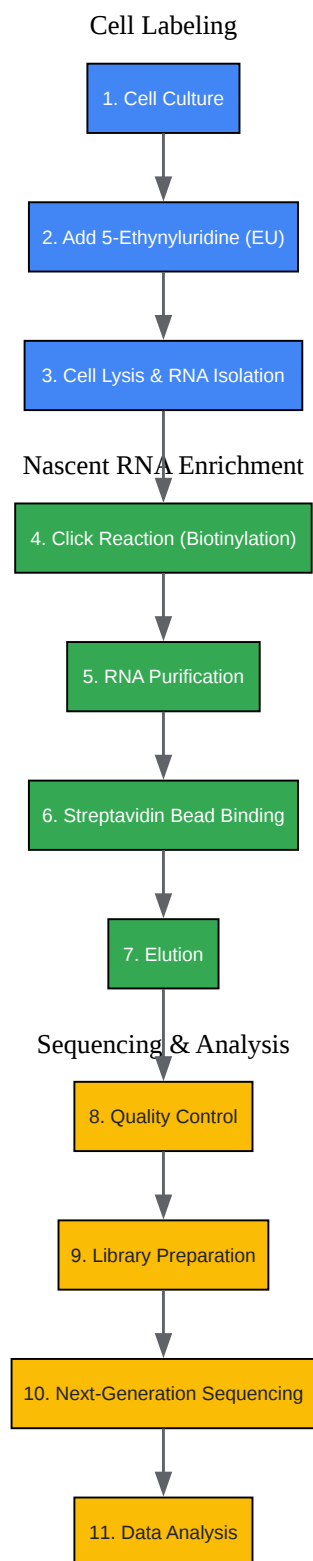 Cell Labeling
1. Cell Culture
2. Add 5-Ethynyluridine (EU)
3. Cell Lysis & RNA Isolation
Nascent RNA Enrichment
4. Click Reaction (Biotinylation)
5. RNA Purification
6. Streptavidin Bead Binding
7. Elution
Sequencing & Analysis
8. Quality Control
9. Library Preparation
10. Next-Generation Sequencing
11. Data Analysis